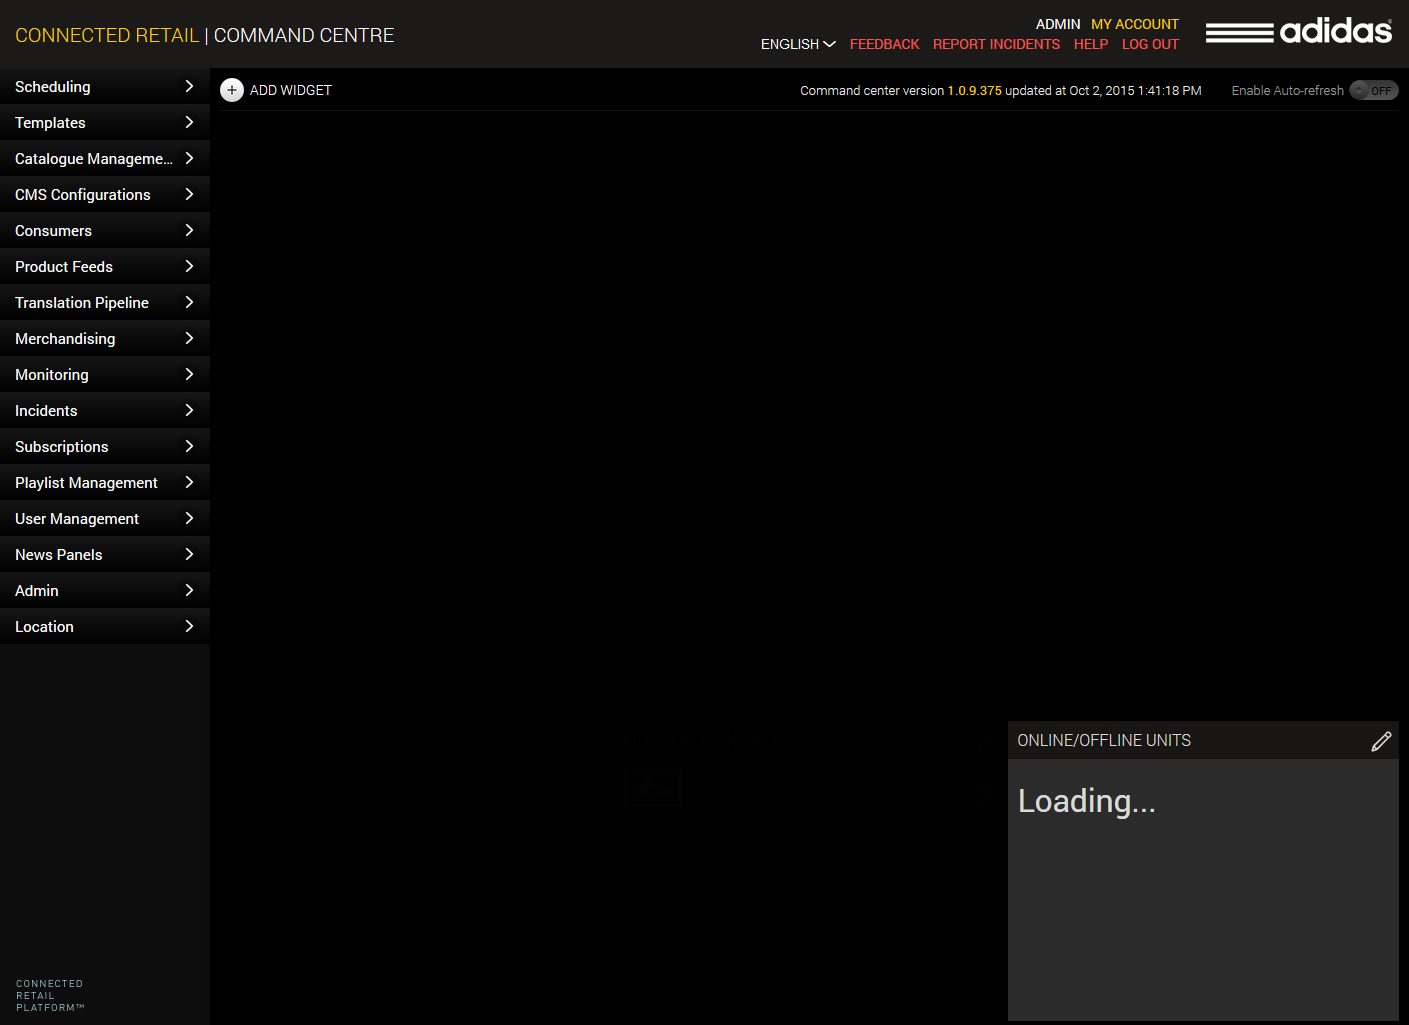 CONNECTED RETAIL | COMMAND CENTRE
ADMIN MY ACCOUNT
ENGLISH FEEDBACK REPORT INCIDENTS HELP LOG OUT
adidas
Scheduling
Templates
Catalogue Manageme...
CMS Configurations
Consumers
Product Feeds
Translation Pipeline
Merchandising
Monitoring
Incidents
Subscriptions
Playlist Management
User Management
News Panels
Admin
Location
ADD WIDGET
Command center version 1.0.9.375 updated at Oct 2, 2015 1:41:18 PM
Enable Auto-refresh OFF
ONLINE/OFFLINE UNITS
Loading...
CONNECTED
RETAIL
PLATFORM™